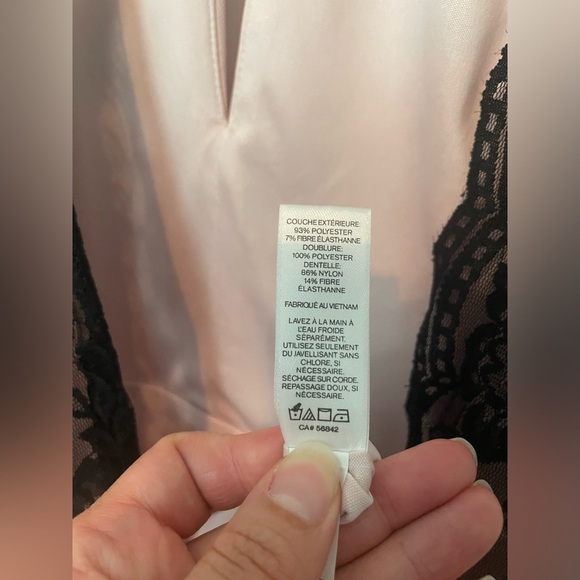 COUCHE EXTÉRIEURE:
93% POLYESTER
7% FIBRE ÉLASTHANNE
DOUBLURE:
100% POLYESTER
DENTELLE:
86% NYLON
14% FIBRE
ÉLASTHANNE
FABRIQUÉ AU VIETNAM
LAVEZ À LA MAIN À
L'EAU FROIDE
SÉPARÉMENT.
UTILISEZ SEULEMENT
DU JAVELLISANT SANS
CHLORE, SI
NÉCESSAIRE.
SÉCHAGE SUR CORDE.
REPASSAGE DOUX, SI
NÉCESSAIRE.
CA# 56842